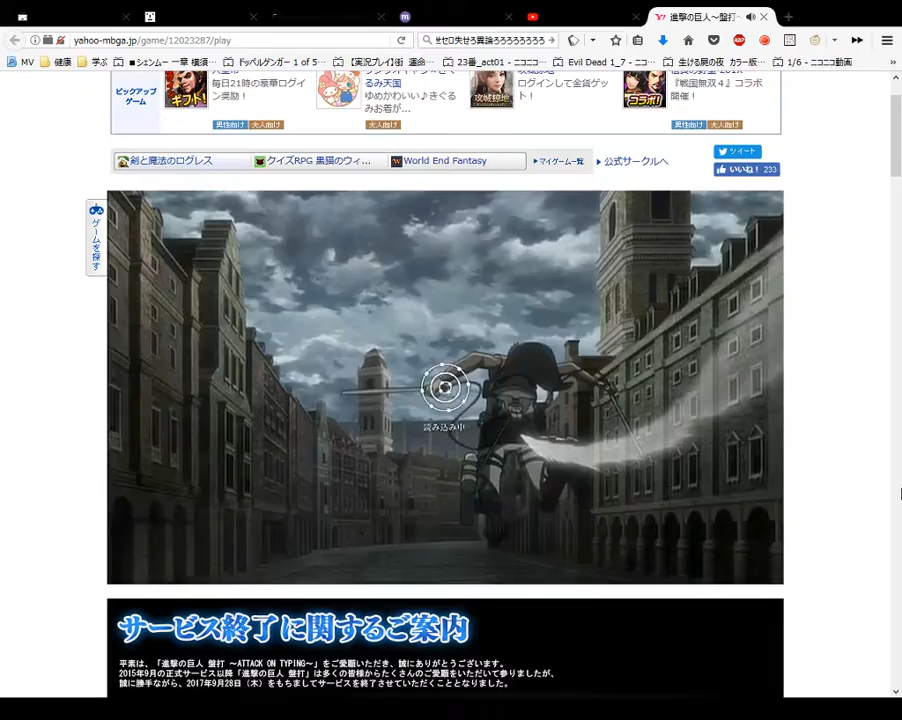 進撃の巨人～盤打
yahoo-mbga.jp/game/12023287/play
MV 健康 学ぶ ■シェンムー 一章 横須… ドッペルゲンガー 1 of 5… 【実況プレイ】街 運命… 23番_act01 - ニコニコ… Evil Dead 1_7 - ニコ… 生ける屍の夜 カラー版… 1/6 - ニコニコ動画
ピックアップ
ゲーム
毎日21時の豪華ログイ
ン奨励！
ギフト!
男性向け 大人向け
るみ天国
ゆめかわいい♪きぐる
みお着が…
大人向け
攻城掠地
ログインして金貨ゲッ
ト！
コラボ!
『戦国無双４』コラボ
開催！
男性向け 大人向け
剣と魔法のログレス クイズRPG 黒猫のウィ… World End Fantasy マイゲーム一覧 公式サークルへ
ツイート
いいね！ 233
ゲームを探す
読み込み中
サービス終了に関するご案内
平素は、「進撃の巨人 盤打 ～ATTACK ON TYPING～」をご愛顧いただき、誠にありがとうございます。
2015年9月の正式サービス以降「進撃の巨人 盤打」は多くの皆様からたくさんのご愛顧をいただいて参りましたが、
誠に勝手ながら、2017年9月28日（木）をもちましてサービスを終了させていただくこととなりました。